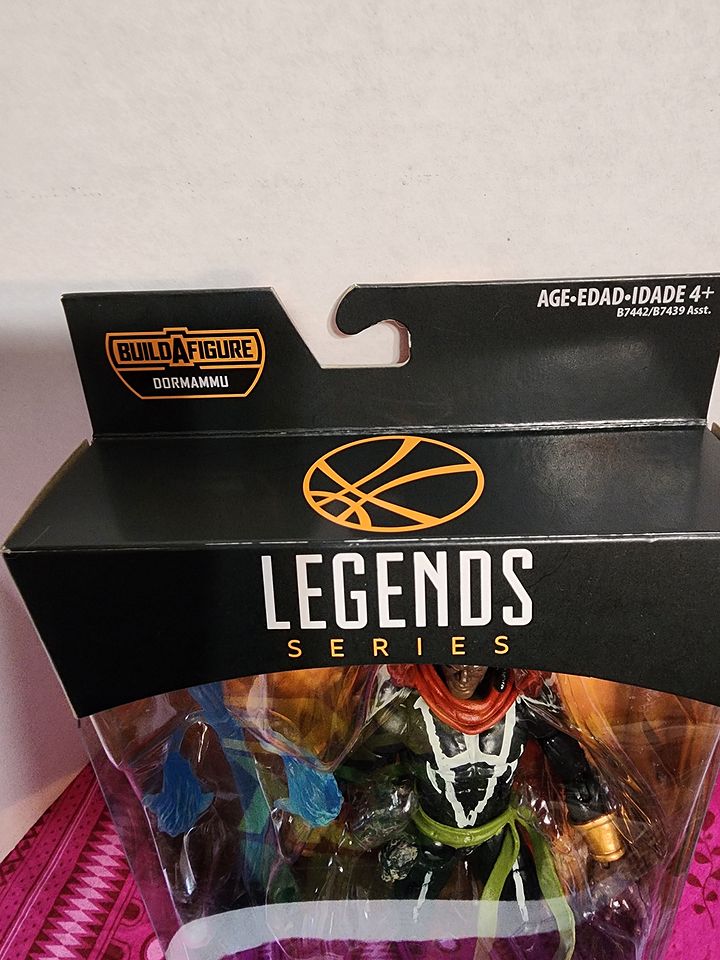 AGE•EDAD•IDADE 4+
B7442/B7439 Asst.
BUILDAFIGURE
DORMAMMU
LEGENDS
SERIES